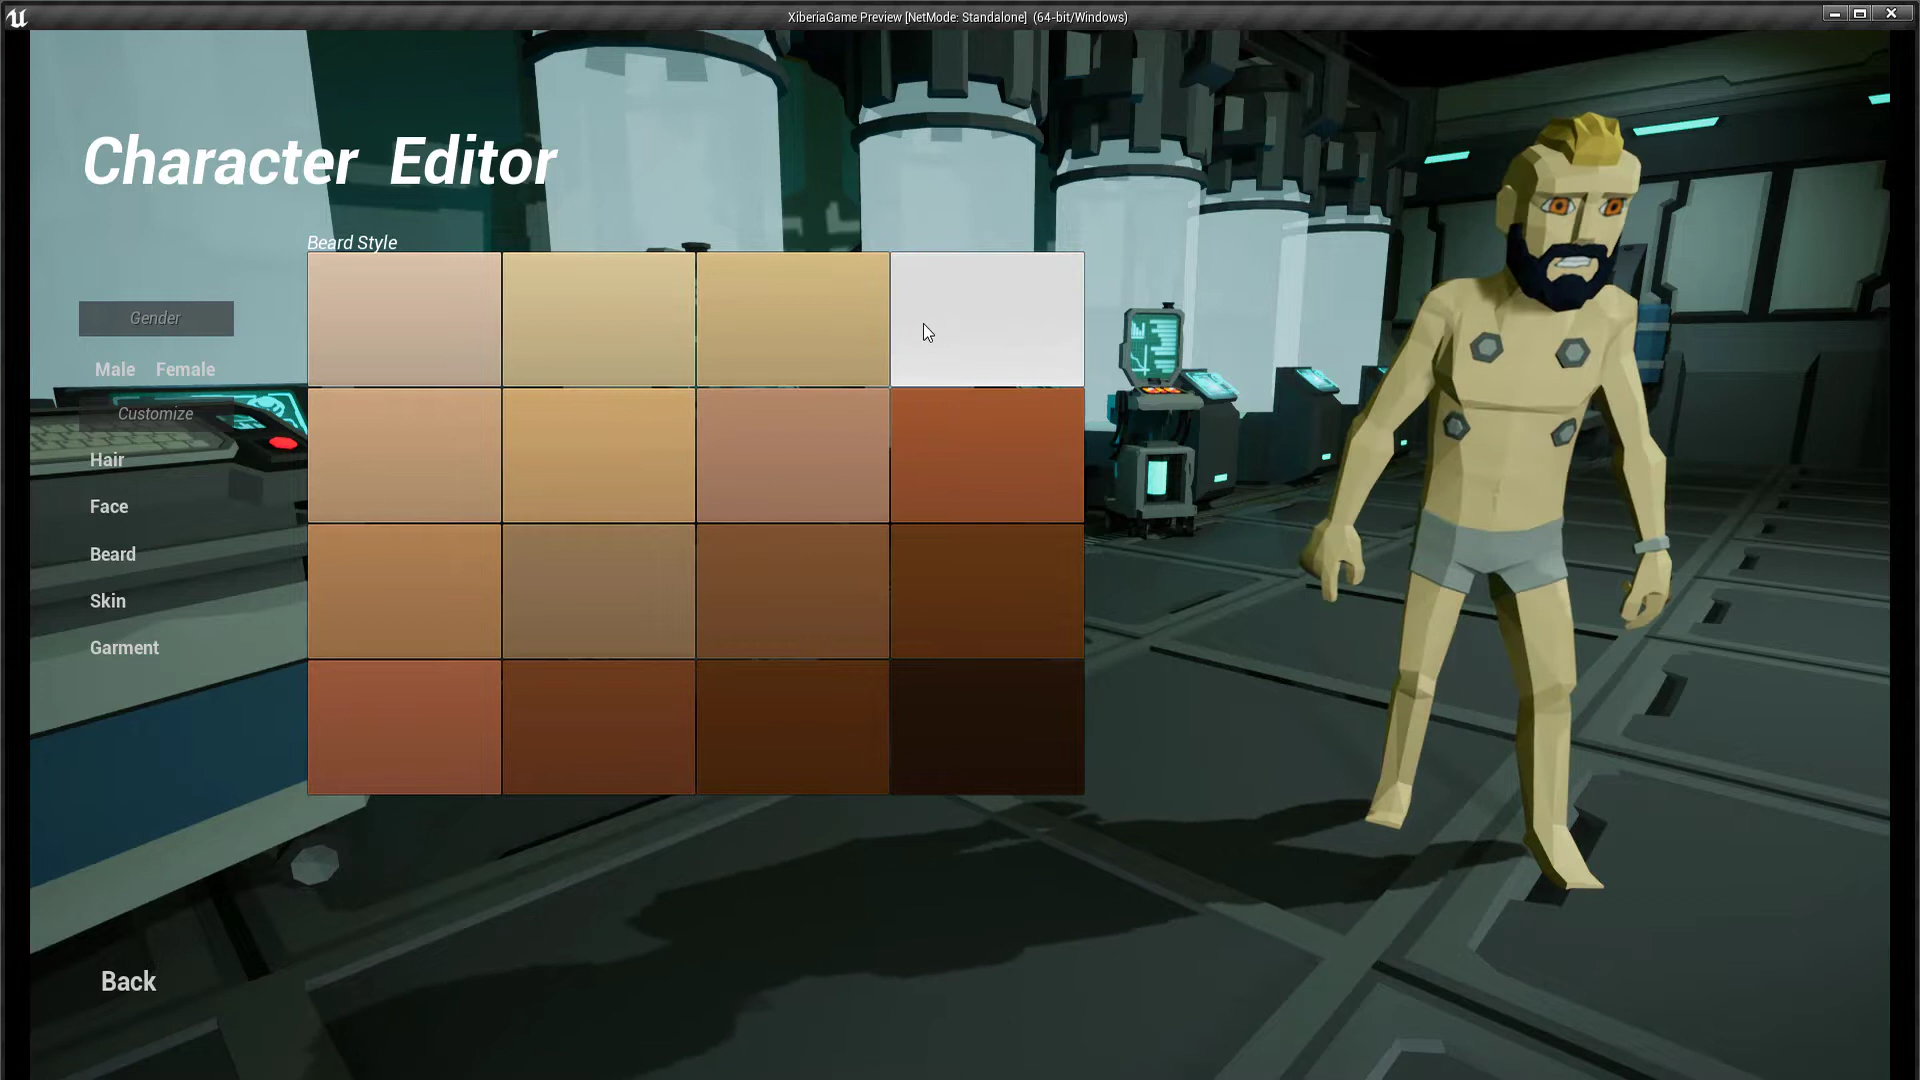 XiberiaGame Preview [NetMode: Standalone] (64-bit/Windows)
Character Editor
Beard Style
Gender
Male Female
Customize
Hair
Face
Beard
Skin
Garment
Back